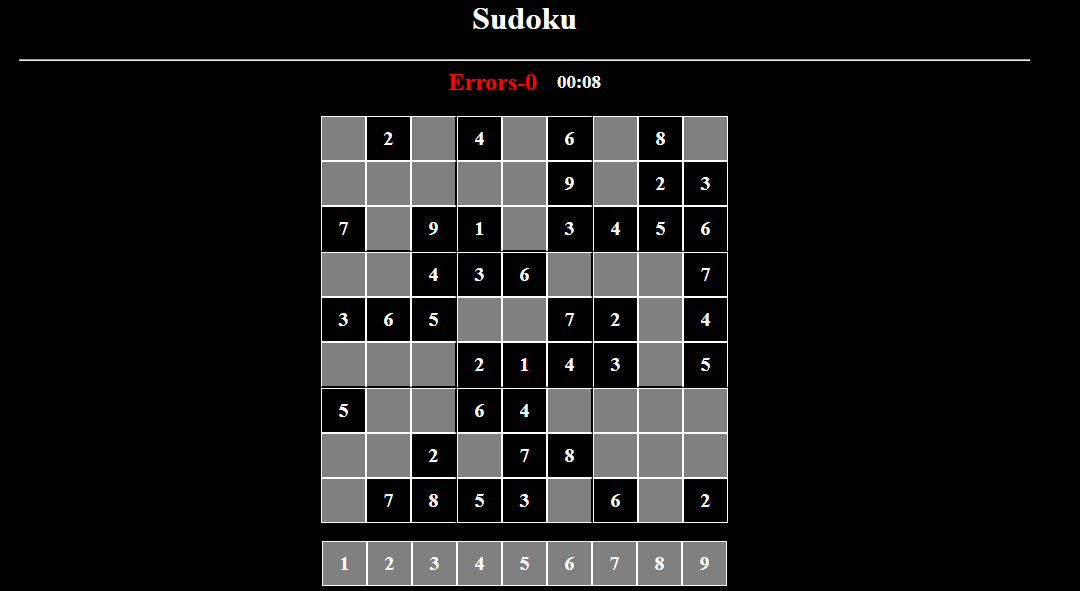 Sudoku
Errors-0 00:08
2 4 6 8
9 2 3
7 9 1 3 4 5 6
4 3 6 7
3 6 5 7 2 4
2 1 4 3 5
5 6 4
2 7 8
7 8 5 3 6 2
1 2 3 4 5 6 7 8 9